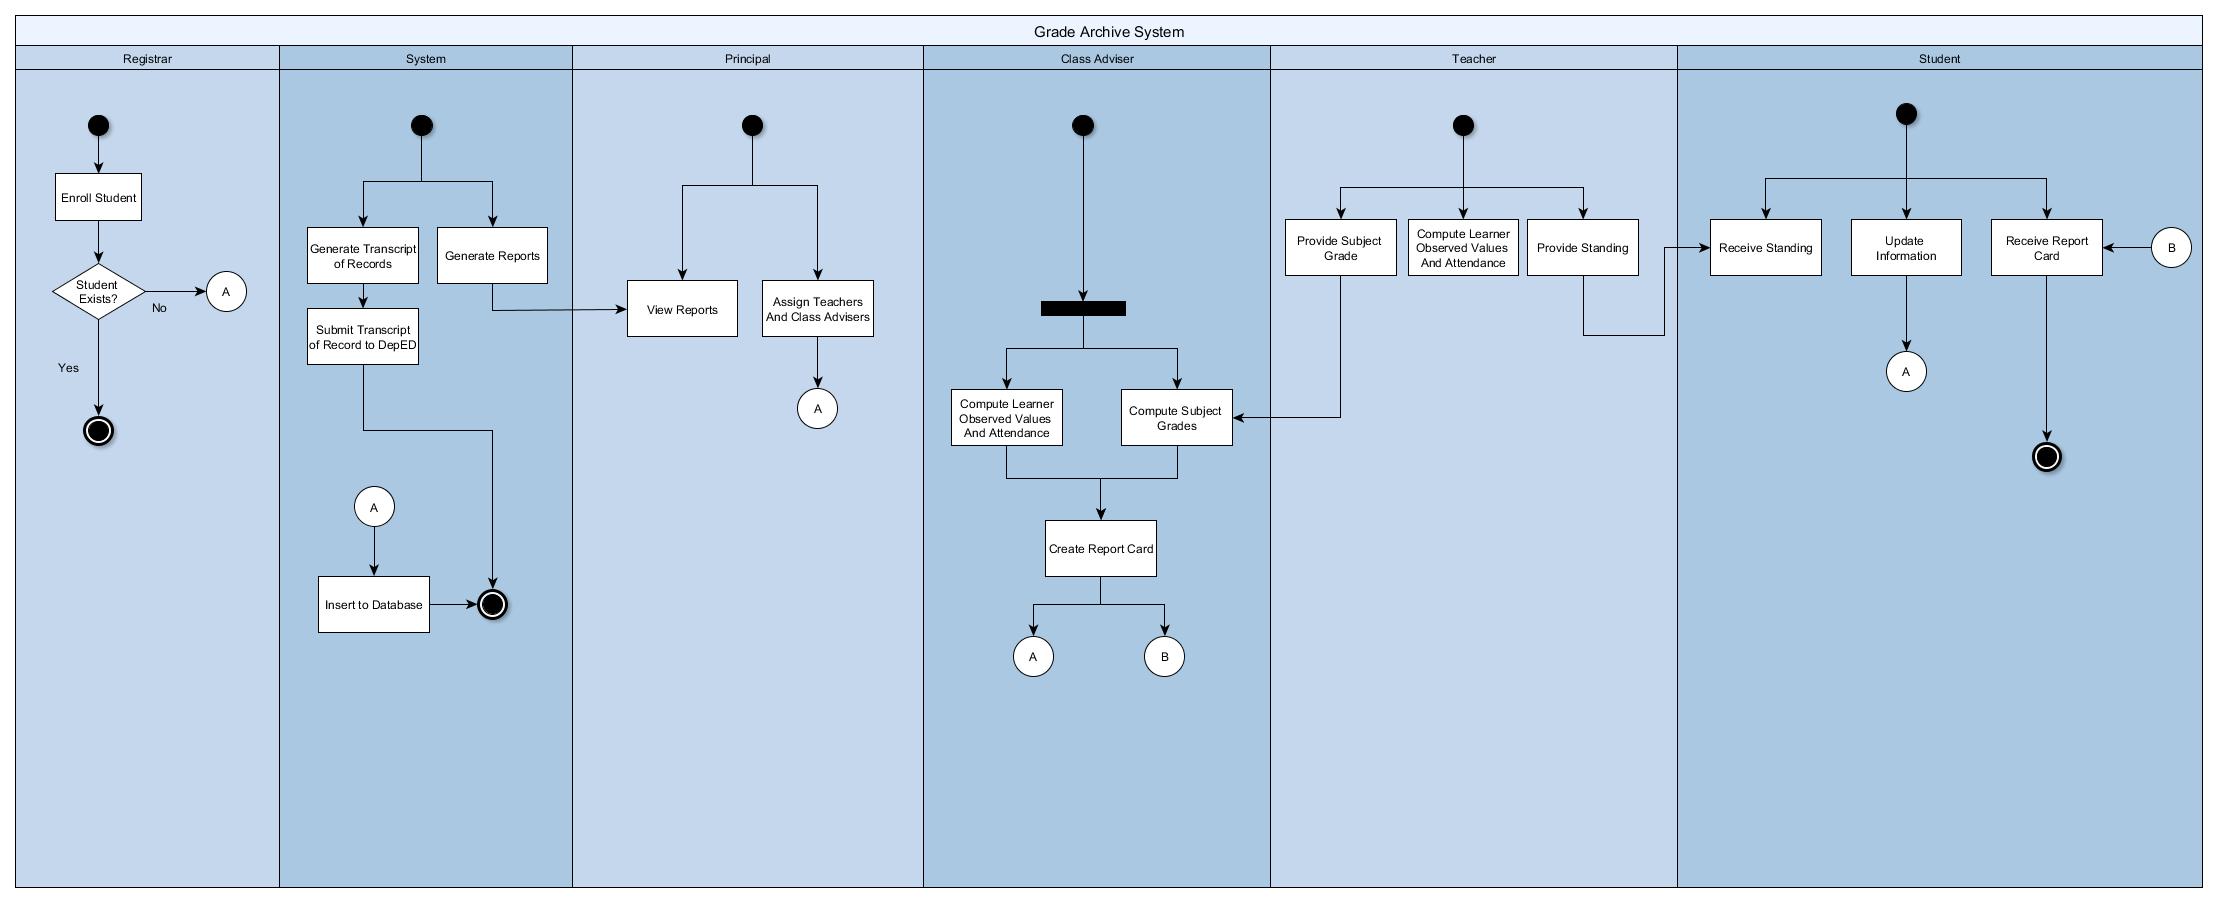 Grade Archive System
Registrar
System
Principal
Class Adviser
Teacher
Student
Enroll Student
Student
Exists?
No
A
Yes
Generate Transcript
of Records
Generate Reports
Submit Transcript
of Record to DepED
A
Insert to Database
View Reports
Assign Teachers
And Class Advisers
A
Compute Learner
Observed Values
And Attendance
Compute Subject
Grades
Create Report Card
A
B
Provide Subject
Grade
Compute Learner
Observed Values
And Attendance
Provide Standing
Receive Standing
Update
Information
Receive Report
Card
B
A